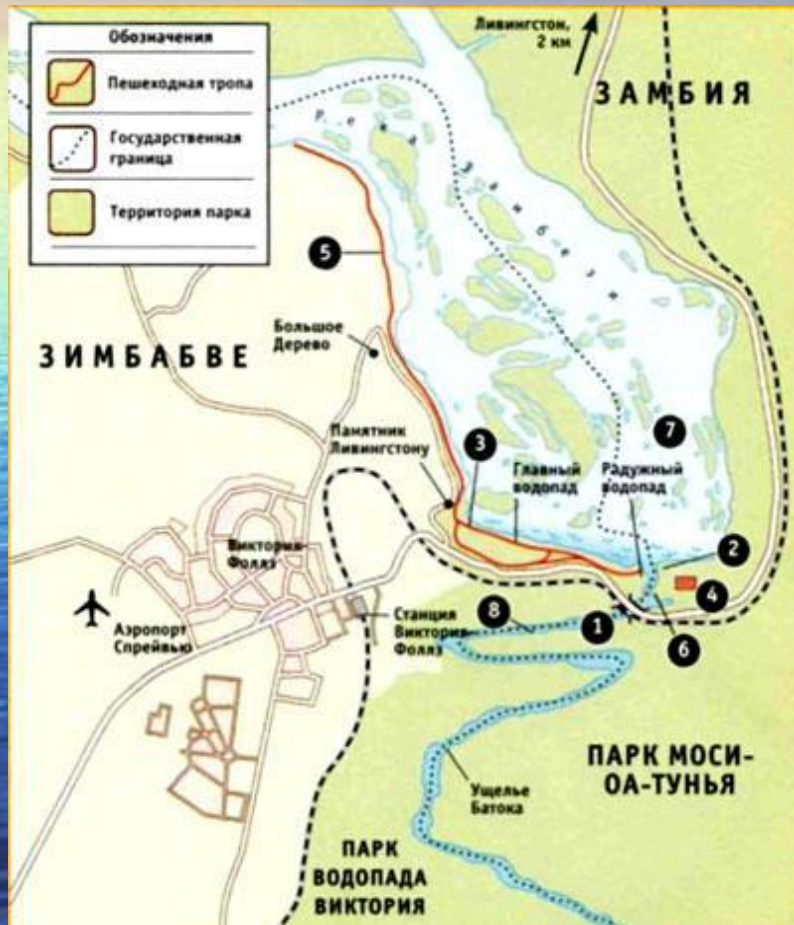 Обозначения
Пешеходная тропа
Государственная
граница
Территория парка
Ливингстон,
2 км
ЗАМБИЯ
Река Замбези
5
ЗИМБАБВЕ
Большое
Дерево
Памятник
Ливингстону
3
7
Главный
водопад
Радужный
водопад
2
Виктория-
Фоллз
4
8
1
6
Аэропорт
Спрейвью
Станция
Виктория-
Фоллз
ПАРК МОСИ-
ОА-ТУНЬЯ
Ущелье
Батока
ПАРК
ВОДОПАДА
ВИКТОРИЯ